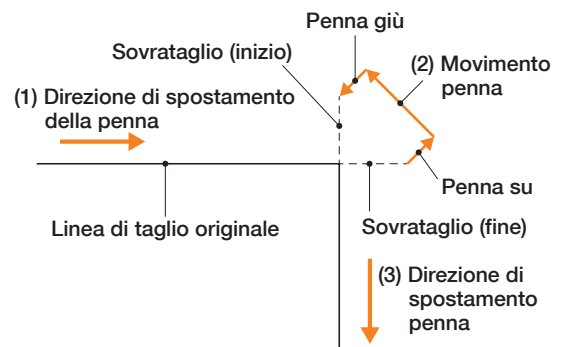 Penna giù
Sovrataglio (inizio)
(2) Movimento
penna
(1) Direzione di spostamento
della penna
Penna su
Linea di taglio originale
Sovrataglio (fine)
(3) Direzione di
spostamento
penna